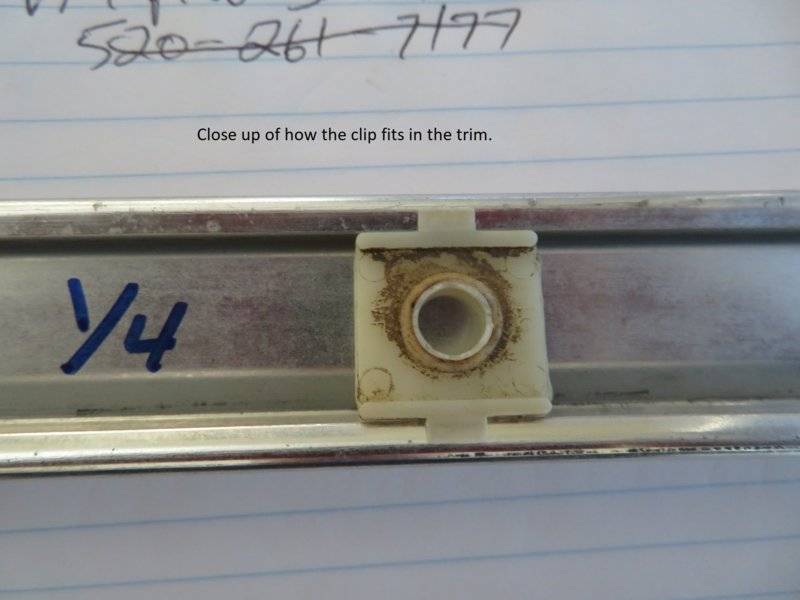 520-261-7177
Close up of how the clip fits in the trim.
1/4